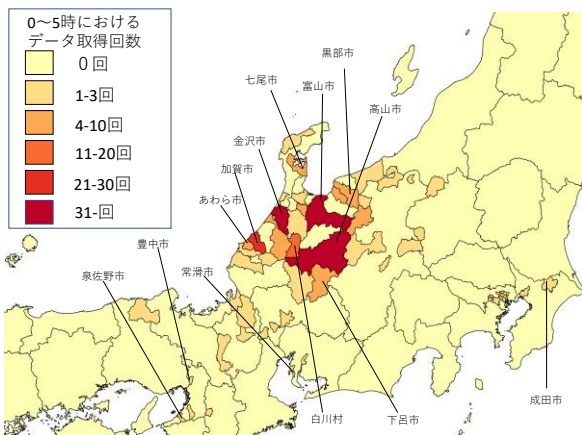 0～5時における
データ取得回数
0 回
1-3回
4-10回
11-20回
21-30回
31-回
黒部市
七尾市
富山市
高山市
金沢市
加賀市
あわら市
豊中市
泉佐野市
常滑市
白川村
下呂市
成田市